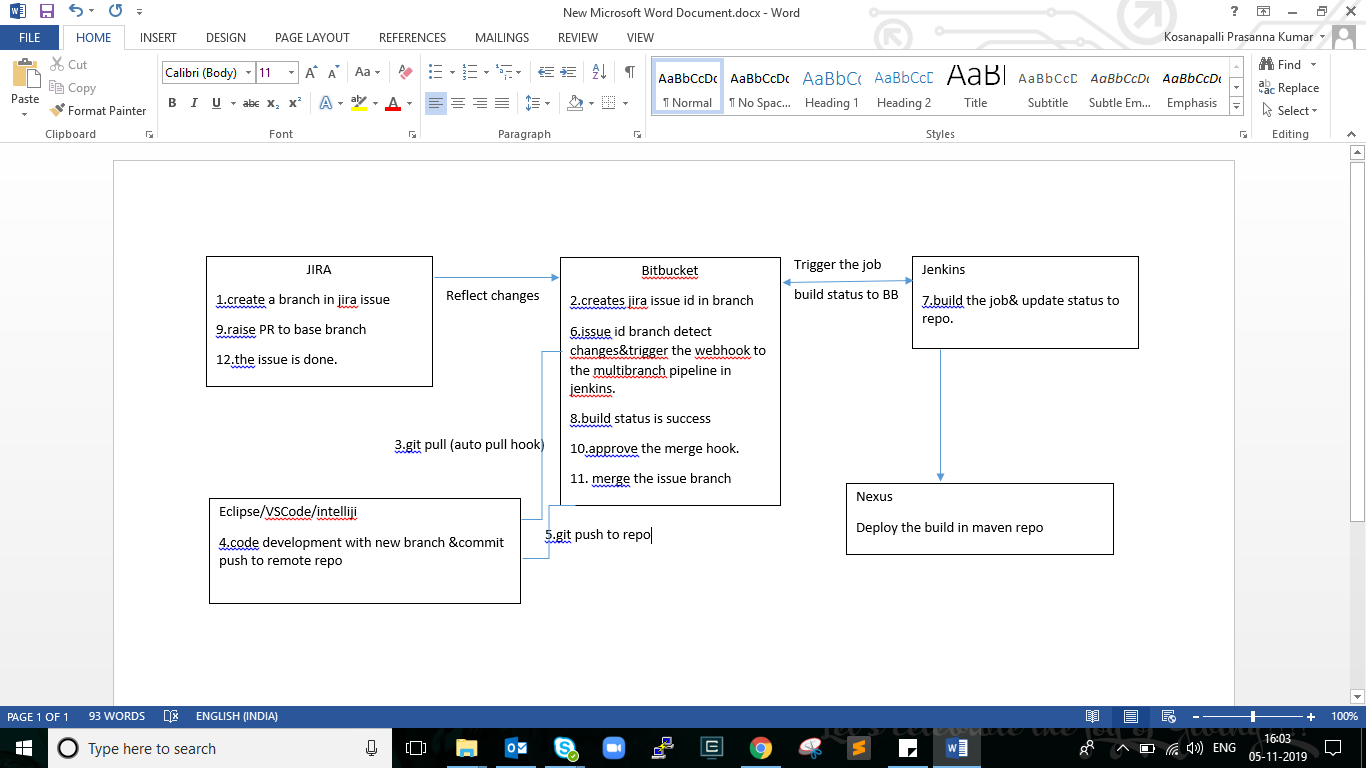 New Microsoft Word Document.docx - Word
FILE
HOME
INSERT
DESIGN
PAGE LAYOUT
REFERENCES
MAILINGS
REVIEW
VIEW
Kosanapalli Prasanna Kumar
Paste
Cut
Copy
Format Painter
Clipboard
Calibri (Body)
11
Font
Paragraph
AaBbCcDc
¶ Normal
AaBbCcDc
¶ No Spac...
AaBbCc
Heading 1
AaBbCcD
Heading 2
AaBl
Title
AaBbCcD
Subtitle
AaBbCcDc
Subtle Em...
AaBbCcDc
Emphasis
Styles
Find
Replace
Select
Editing
JIRA
1.create a branch in jira issue
9.raise PR to base branch
12.the issue is done.
Reflect changes
Bitbucket
2.creates jira issue id in branch
6.issue id branch detect
changes&trigger the webhook to
the multibranch pipeline in
jenkins.
8.build status is success
10.approve the merge hook.
11. merge the issue branch
Trigger the job
build status to BB
Jenkins
7.build the job& update status to
repo.
3.git pull (auto pull hook)
Eclipse/VSCode/intelliji
4.code development with new branch &commit
push to remote repo
5.git push to repo
Nexus
Deploy the build in maven repo
PAGE 1 OF 1
93 WORDS
ENGLISH (INDIA)
100%
Type here to search
ENG
16:03
05-11-2019